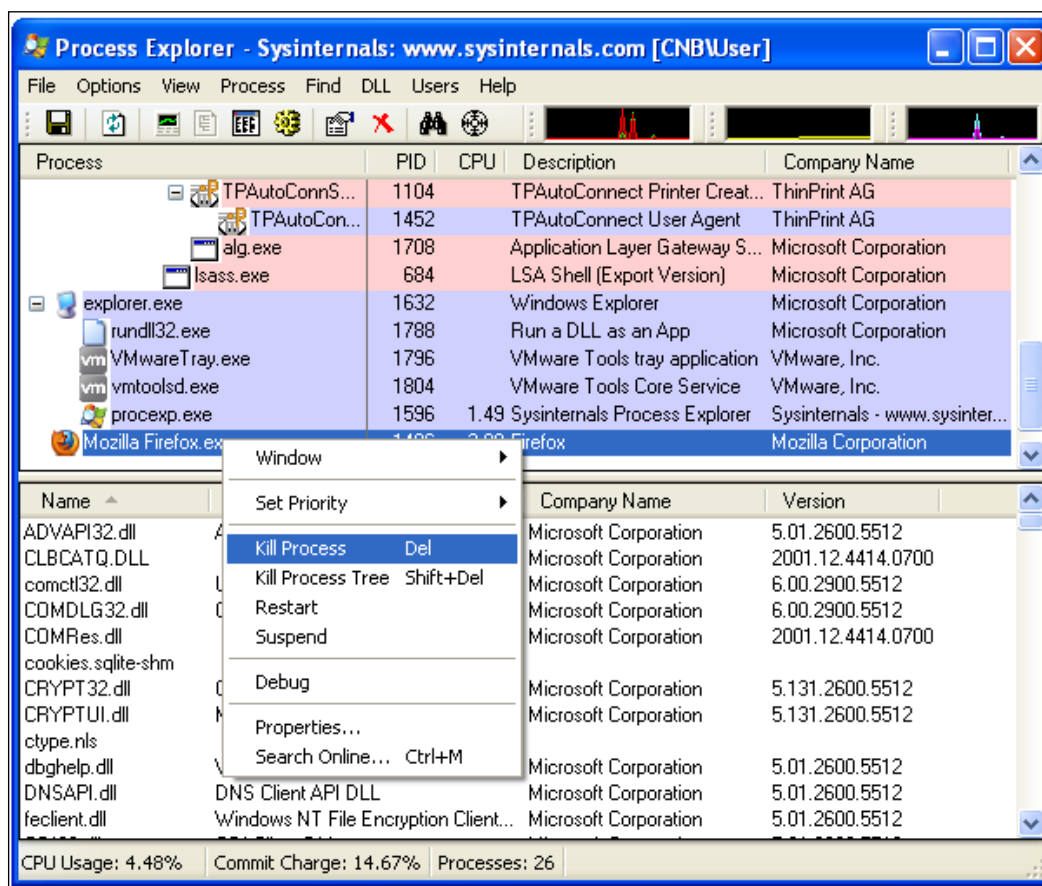 Process Explorer - Sysinternals: www.sysinternals.com [CNB\User]
File Options View Process Find DLL Users Help
Process PID CPU Description Company Name
TPAutoConnS... 1104 TPAutoConnect Printer Creat... ThinPrint AG
TPAutoCon... 1452 TPAutoConnect User Agent ThinPrint AG
alg.exe 1708 Application Layer Gateway S... Microsoft Corporation
lsass.exe 684 LSA Shell (Export Version) Microsoft Corporation
explorer.exe 1632 Windows Explorer Microsoft Corporation
rundll32.exe 1788 Run a DLL as an App Microsoft Corporation
VMwareTray.exe 1796 VMware Tools tray application VMware, Inc.
vmtoolsd.exe 1804 VMware Tools Core Service VMware, Inc.
procexp.exe 1596 1.49 Sysinternals Process Explorer Sysinternals - www.sysinter...
Mozilla Firefox.ex Firefox Mozilla Corporation
Window
Set Priority
Kill Process Del
Kill Process Tree Shift+Del
Restart
Suspend
Debug
Properties...
Search Online... Ctrl+M
Name Company Name Version
ADVAPI32.dll Microsoft Corporation 5.01.2600.5512
CLBCATQ.DLL Microsoft Corporation 2001.12.4414.0700
comctl32.dll Microsoft Corporation 6.00.2900.5512
COMDLG32.dll Microsoft Corporation 6.00.2900.5512
COMRes.dll Microsoft Corporation 2001.12.4414.0700
cookies.sqlite-shm
CRYPT32.dll Microsoft Corporation 5.131.2600.5512
CRYPTUI.dll Microsoft Corporation 5.131.2600.5512
ctype.nls
dbghelp.dll Microsoft Corporation 5.01.2600.5512
DNSAPI.dll DNS Client API DLL Microsoft Corporation 5.01.2600.5512
feclient.dll Windows NT File Encryption Client... Microsoft Corporation 5.01.2600.5512
CPU Usage: 4.48% Commit Charge: 14.67% Processes: 26